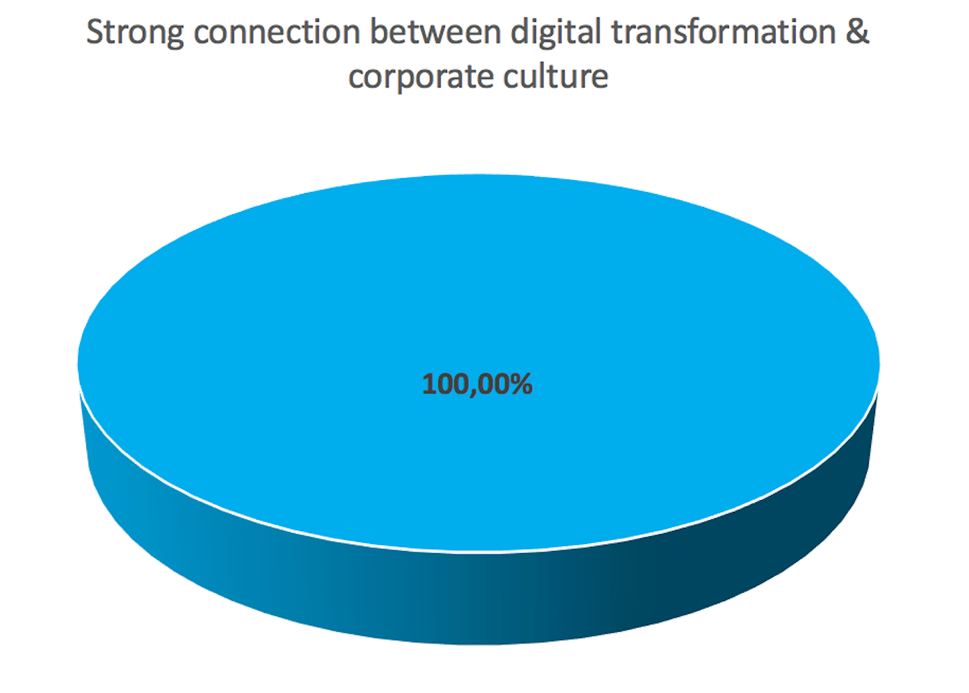 Strong connection between digital transformation &
corporate culture
100,00%